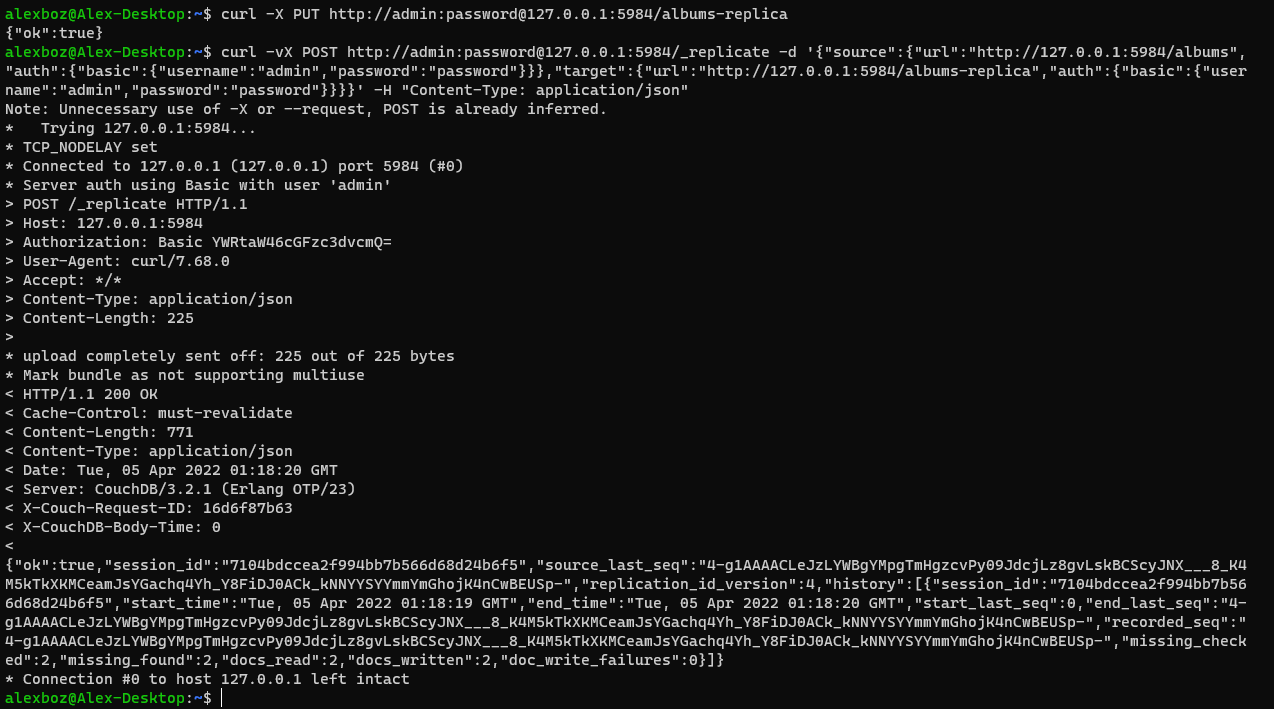 alexboz@Alex-Desktop:~$ curl -X PUT http://admin:password@127.0.0.1:5984/albums-replica
{"ok":true}
alexboz@Alex-Desktop:~$ curl -vX POST http://admin:password@127.0.0.1:5984/_replicate -d '{"source":{"url":"http://127.0.0.1:5984/albums",
"auth":{"basic":{"username":"admin","password":"password"}}},"target":{"url":"http://127.0.0.1:5984/albums-replica","auth":{"basic":{"user
name":"admin","password":"password"}}}}' -H "Content-Type: application/json"
Note: Unnecessary use of -X or --request, POST is already inferred.
*   Trying 127.0.0.1:5984...
* TCP_NODELAY set
* Connected to 127.0.0.1 (127.0.0.1) port 5984 (#0)
* Server auth using Basic with user 'admin'
> POST /_replicate HTTP/1.1
> Host: 127.0.0.1:5984
> Authorization: Basic YWRtaW46cGFzc3dvcmQ=
> User-Agent: curl/7.68.0
> Accept: */*
> Content-Type: application/json
> Content-Length: 225
>
* upload completely sent off: 225 out of 225 bytes
* Mark bundle as not supporting multiuse
< HTTP/1.1 200 OK
< Cache-Control: must-revalidate
< Content-Length: 771
< Content-Type: application/json
< Date: Tue, 05 Apr 2022 01:18:20 GMT
< Server: CouchDB/3.2.1 (Erlang OTP/23)
< X-Couch-Request-ID: 16d6f87b63
< X-CouchDB-Body-Time: 0
<
{"ok":true,"session_id":"7104bdccea2f994bb7b566d68d24b6f5","source_last_seq":"4-g1AAAACLeJzLYWBgYMpgTmHgzcvPy09JdcjLz8gvLskBCScyJNX___8_K4
M5kTkXKMCeamJsYGachq4Yh_Y8FiDJ0ACk_kNNYYSYYmmYmGhojK4nCwBEUSp-","replication_id_version":4,"history":[{"session_id":"7104bdccea2f994bb7b56
6d68d24b6f5","start_time":"Tue, 05 Apr 2022 01:18:19 GMT","end_time":"Tue, 05 Apr 2022 01:18:20 GMT","start_last_seq":0,"end_last_seq":"4-
g1AAAACLeJzLYWBgYMpgTmHgzcvPy09JdcjLz8gvLskBCScyJNX___8_K4M5kTkXKMCeamJsYGachq4Yh_Y8FiDJ0ACk_kNNYYSYYmmYmGhojK4nCwBEUSp-","recorded_seq":"
4-g1AAAACLeJzLYWBgYMpgTmHgzcvPy09JdcjLz8gvLskBCScyJNX___8_K4M5kTkXKMCeamJsYGachq4Yh_Y8FiDJ0ACk_kNNYYSYYmmYmGhojK4nCwBEUSp-","missing_check
ed":2,"missing_found":2,"docs_read":2,"docs_written":2,"doc_write_failures":0}]}
* Connection #0 to host 127.0.0.1 left intact
alexboz@Alex-Desktop:~$